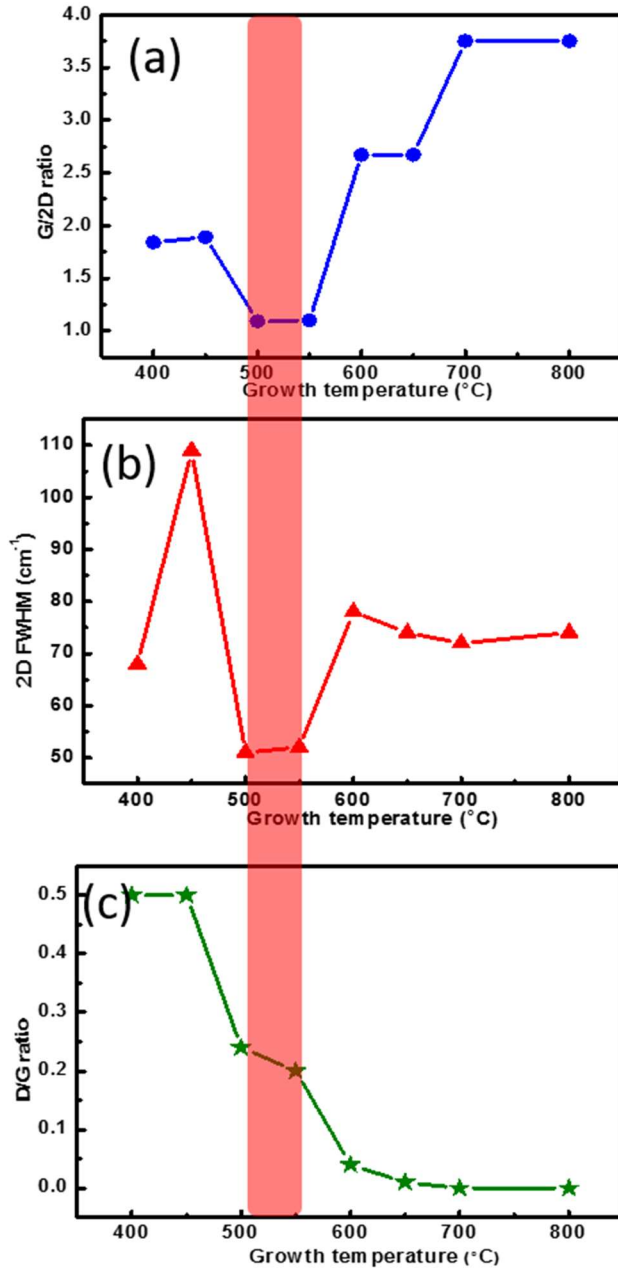 (a)
G/2D ratio
4.0
3.75
3.0
2.5
2.0
1.5
1.0
400 500 600 700 800
Growth temperature (°C)
(b)
2D FWHM (cm⁻¹)
110
100
90
80
70
60
50
400 500 600 700 800
Growth temperature (°C)
(c)
D/G ratio
0.5
0.4
0.3
0.2
0.1
0.0
400 500 600 700 800
Growth temperature (°C)